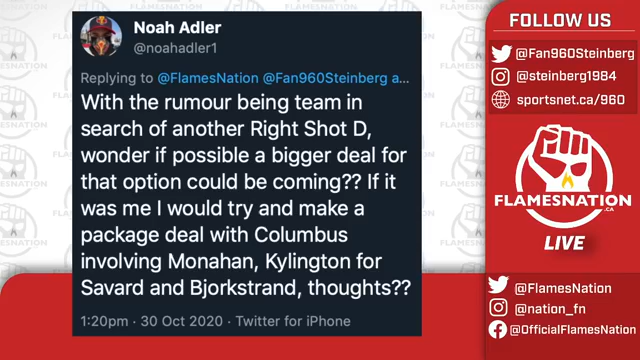 Noah Adler
@noahadler1
Replying to @FlamesNation @Fan960Steinberg a...
With the rumour being team in
search of another Right Shot D,
wonder if possible a bigger deal for
that option could be coming?? If it
was me I would try and make a
package deal with Columbus
involving Monahan, Kylington for
Savard and Bjorkstrand, thoughts??
1:20pm · 30 Oct 2020 · Twitter for iPhone
FOLLOW US
@Fan960Steinberg
@steinberg1984
sportsnet.ca/960
FLAMESNATION
.CA
LIVE
@FlamesNation
@nation_fn
@OfficialFlamesNation